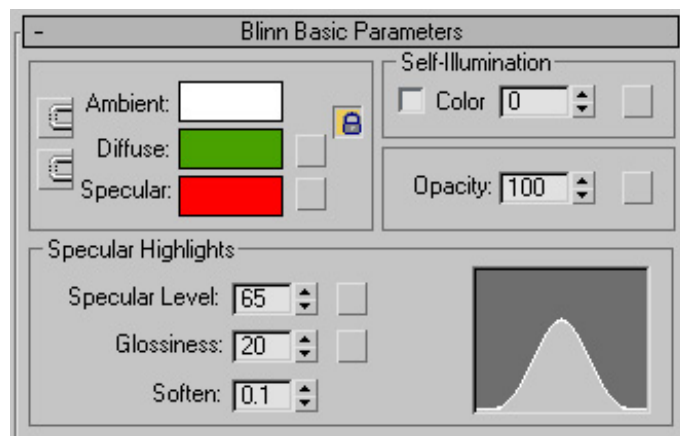 - Blinn Basic Parameters
Ambient:
Diffuse:
Specular:
Self-Illumination
Color 0
Opacity: 100
Specular Highlights
Specular Level: 65
Glossiness: 20
Soften: 0.1